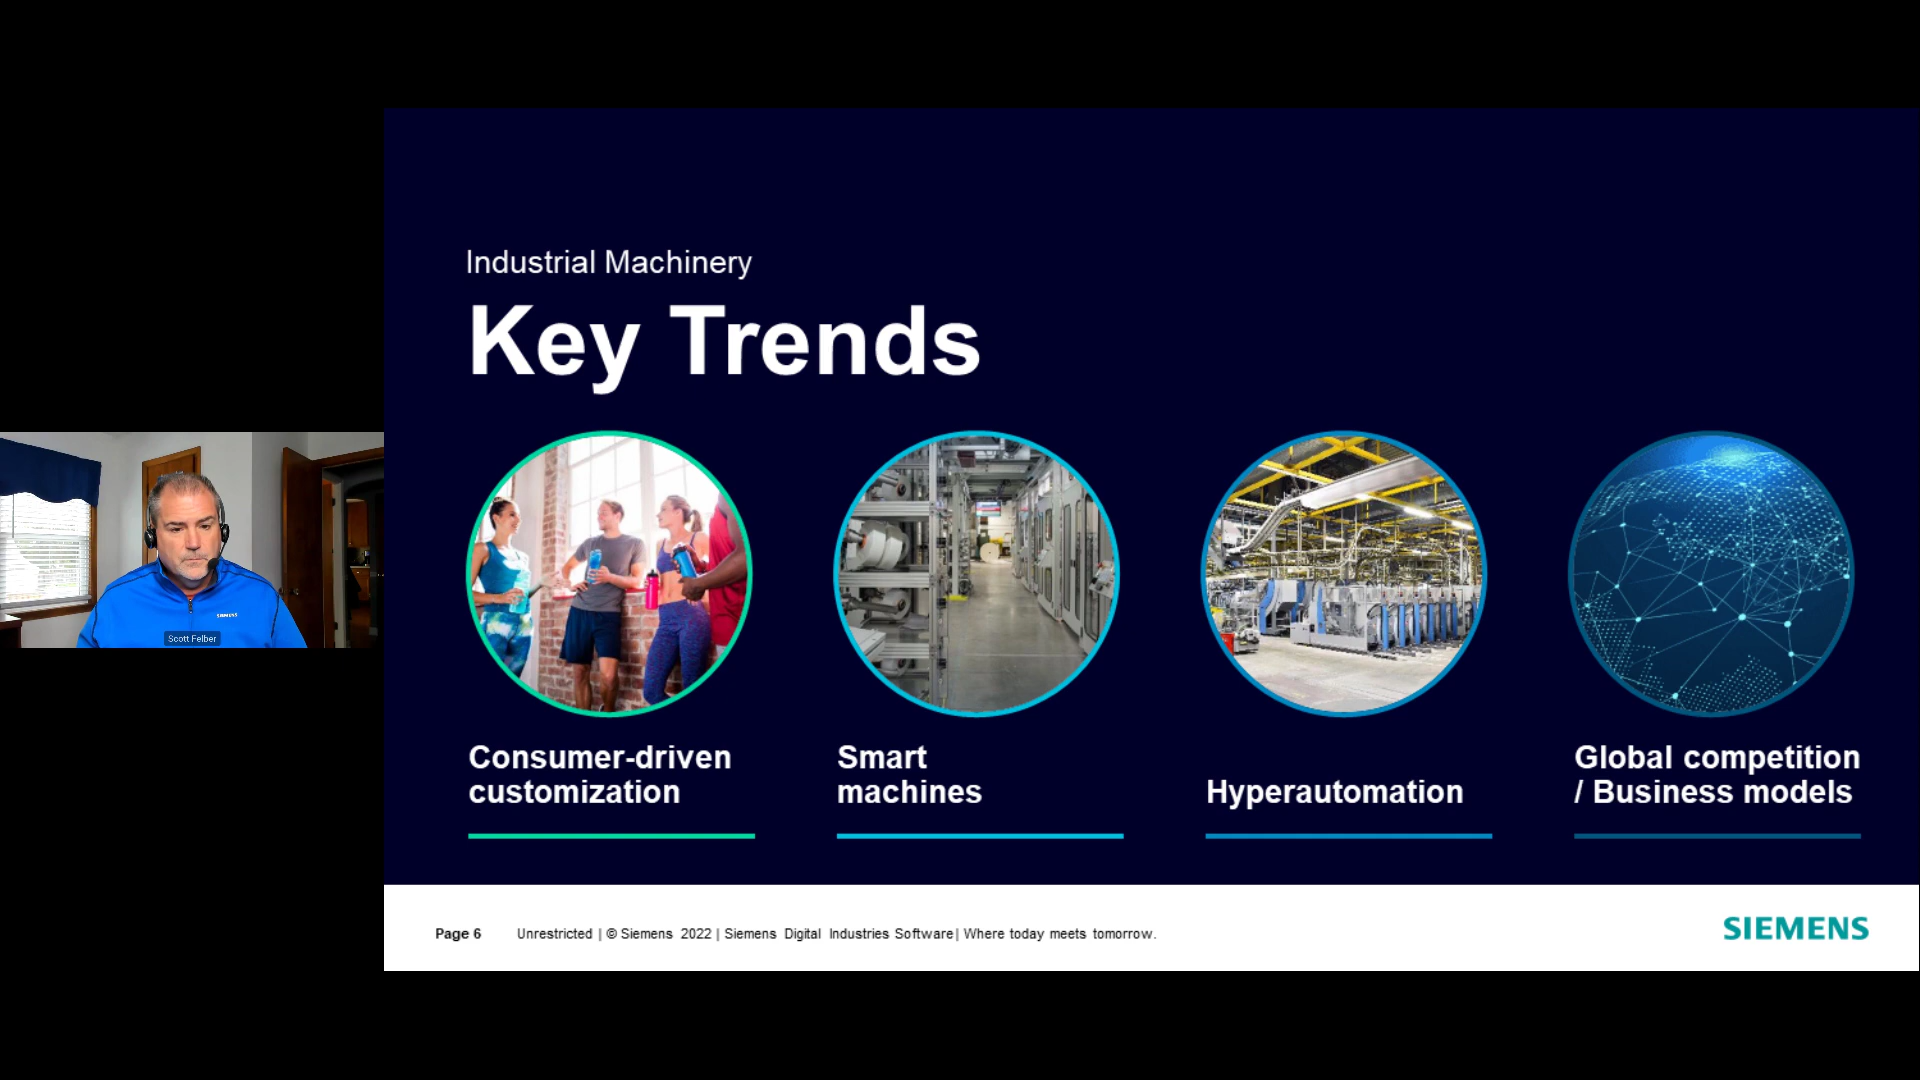 Industrial Machinery
Key Trends
SIEMENS
Scott Felber
Consumer-driven
customization
Smart
machines
Hyperautomation
Global competition
/ Business models
Page 6
Unrestricted | © Siemens 2022 | Siemens Digital Industries Software| Where today meets tomorrow.
SIEMENS